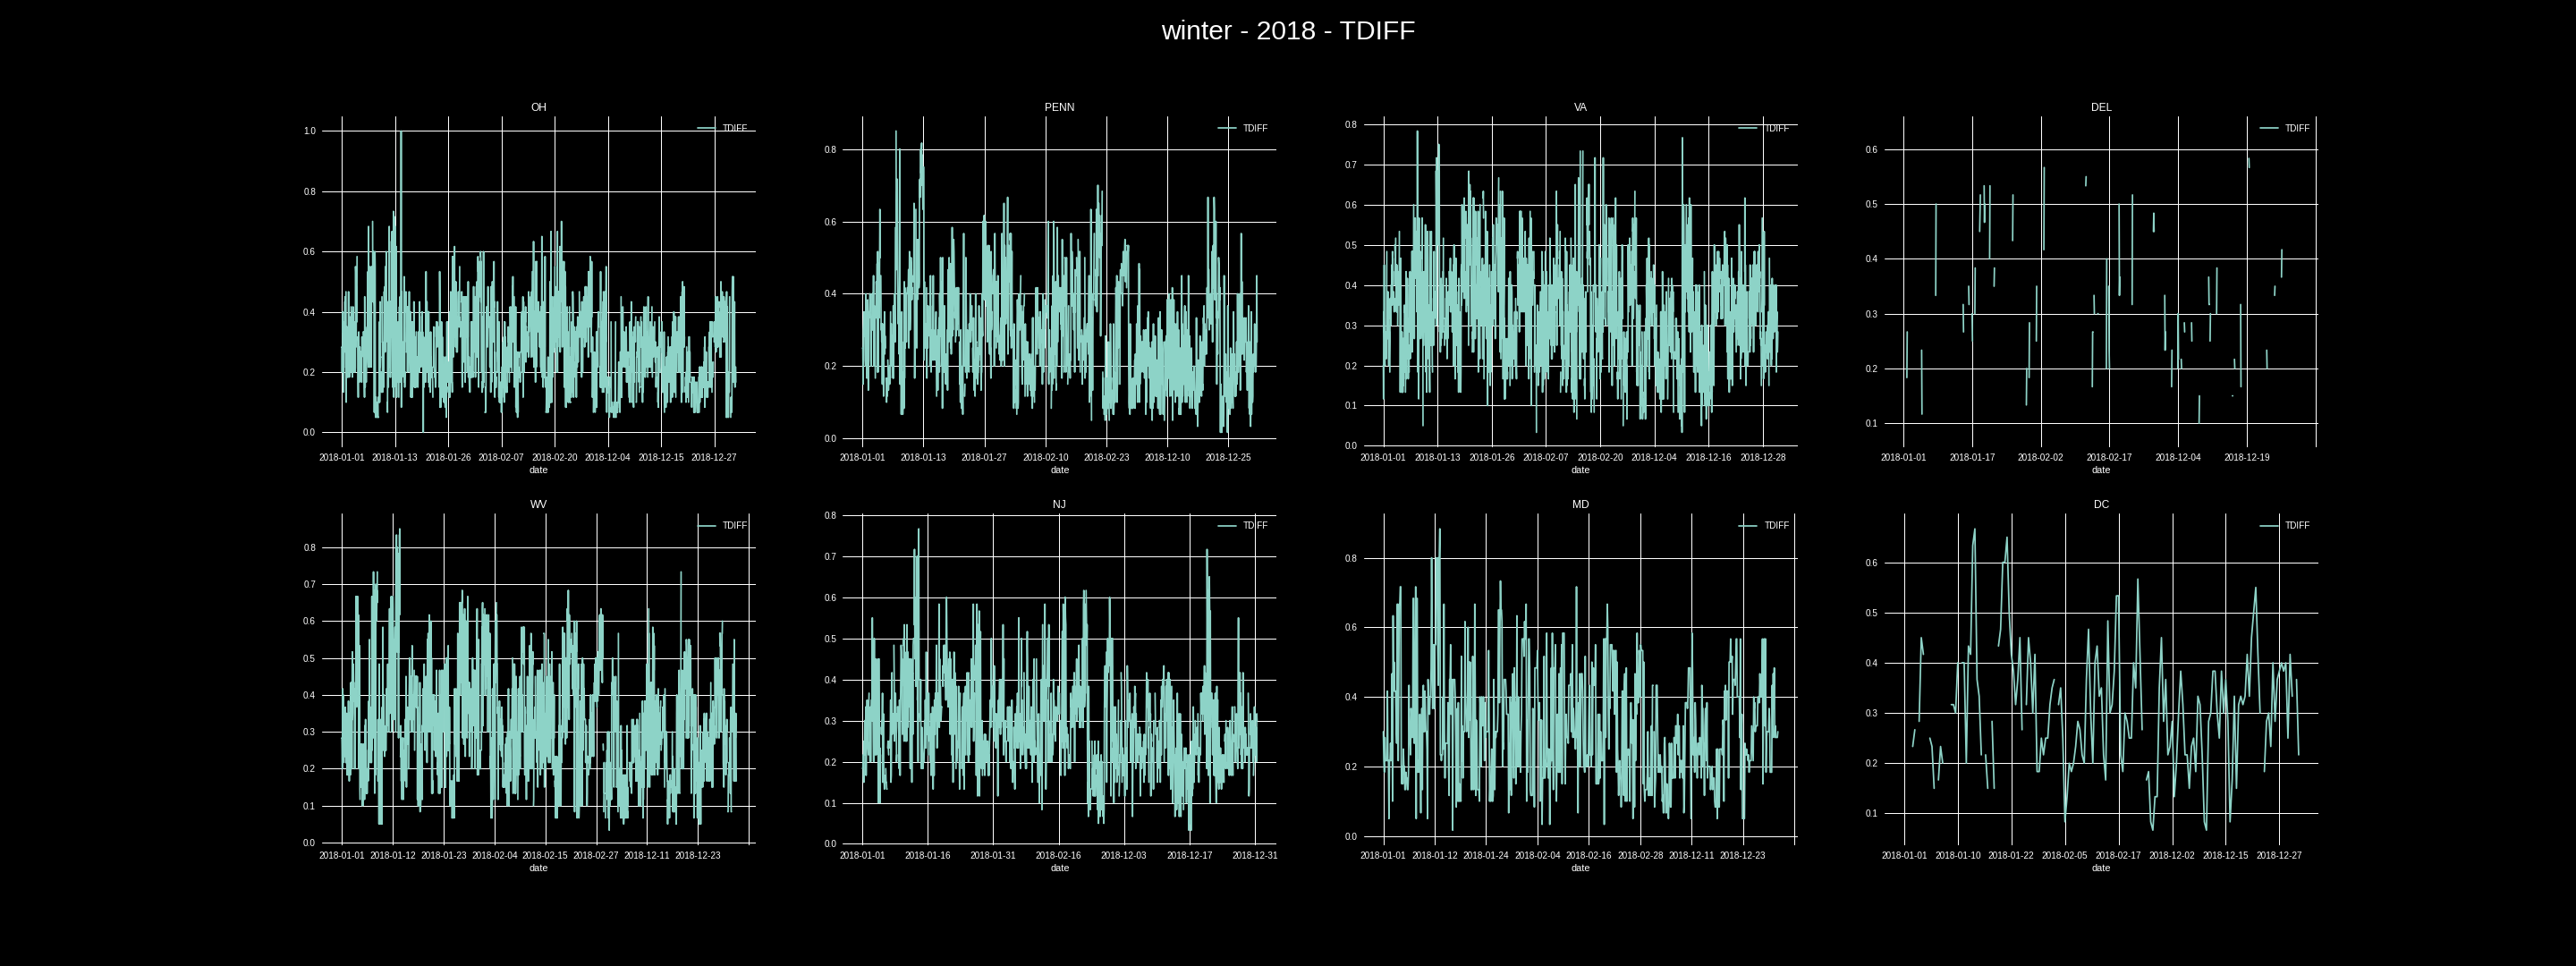 winter - 2018 - TDIFF
OH
TDIFF
1.0
0.8
0.6
0.4
0.2
0.0
2018-01-01 2018-01-13 2018-01-26 2018-02-07 2018-02-20 2018-12-04 2018-12-15 2018-12-27
date
PENN
TDIFF
0.8
0.6
0.4
0.2
0.0
2018-01-01 2018-01-13 2018-01-27 2018-02-10 2018-02-23 2018-12-10 2018-12-25
date
VA
TDIFF
0.8
0.7
0.6
0.5
0.4
0.3
0.2
0.1
0.0
2018-01-01 2018-01-13 2018-01-26 2018-02-07 2018-02-20 2018-12-04 2018-12-16 2018-12-28
date
DEL
TDIFF
0.6
0.5
0.4
0.3
0.2
0.1
2018-01-01 2018-01-17 2018-02-02 2018-02-17 2018-12-04 2018-12-19
date
WV
TDIFF
0.8
0.7
0.6
0.5
0.4
0.3
0.2
0.1
0.0
2018-01-01 2018-01-12 2018-01-23 2018-02-04 2018-02-15 2018-02-27 2018-12-11 2018-12-23
date
NJ
TDIFF
0.8
0.7
0.6
0.5
0.4
0.3
0.2
0.1
0.0
2018-01-01 2018-01-16 2018-01-31 2018-02-16 2018-12-03 2018-12-17 2018-12-31
date
MD
TDIFF
0.8
0.6
0.4
0.2
0.0
2018-01-01 2018-01-12 2018-01-24 2018-02-04 2018-02-16 2018-02-28 2018-12-11 2018-12-23
date
DC
TDIFF
0.6
0.5
0.4
0.3
0.2
0.1
2018-01-01 2018-01-10 2018-01-22 2018-02-05 2018-02-17 2018-12-02 2018-12-15 2018-12-27
date